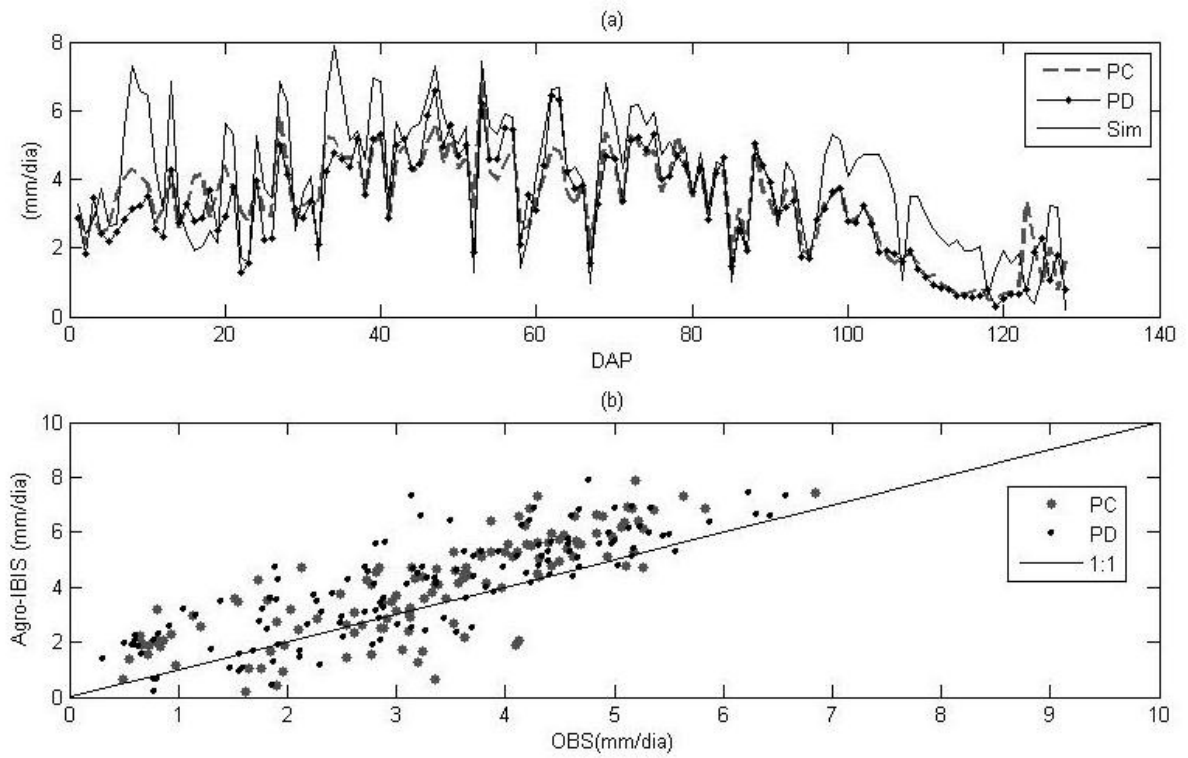 (a)
8
6
4
2
0
(mm/dia)
PC
PD
Sim
0 20 40 60 80 100 120 140
DAP
(b)
10
8
6
4
2
0
Agro-IBIS (mm/dia)
PC
PD
1:1
0 1 2 3 4 5 6 7 8 9 10
OBS(mm/dia)